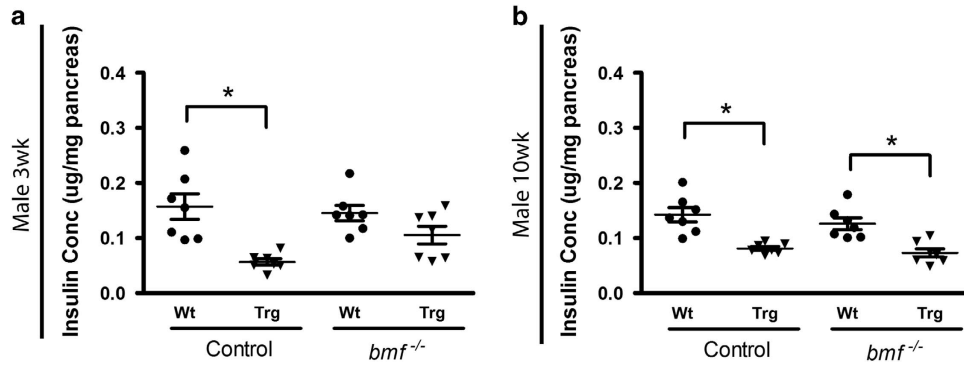 a
Male 3wk
Insulin Conc (ug/mg pancreas)
0.4
0.3
0.2
0.1
0.0
*
Wt
Trg
Wt
Trg
Control
bmf -/-
b
Male 10wk
Insulin Conc (ug/mg pancreas)
0.4
0.3
0.2
0.1
0.0
*
*
Wt
Trg
Wt
Trg
Control
bmf -/-